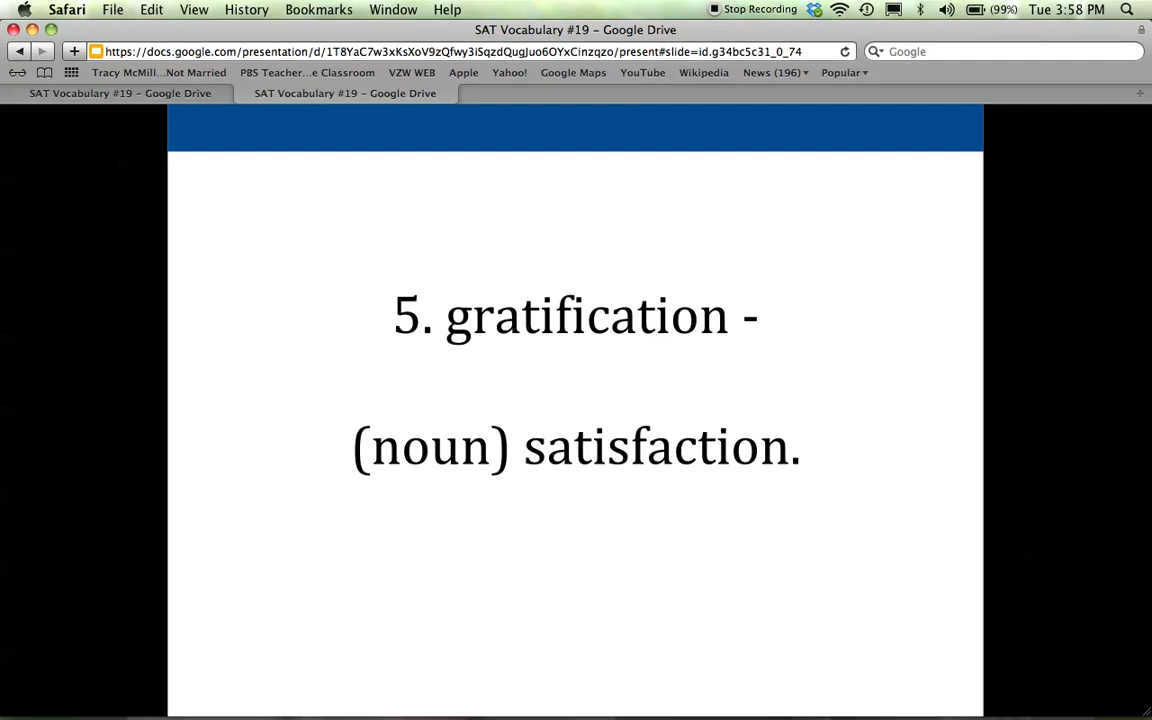 Safari File Edit View History Bookmarks Window Help Stop Recording (99%) Tue 3:58 PM
SAT Vocabulary #19 – Google Drive
https://docs.google.com/presentation/d/1T8YaC7w3xKsXoV9zQfwy3iSqzdQugJuo6OYxCinzqzo/present#slide=id.g34bc5c31_0_74 Google
Tracy McMill...Not Married PBS Teacher...e Classroom VZW WEB Apple Yahoo! Google Maps YouTube Wikipedia News (196) Popular
SAT Vocabulary #19 – Google Drive SAT Vocabulary #19 – Google Drive
5. gratification -
(noun) satisfaction.